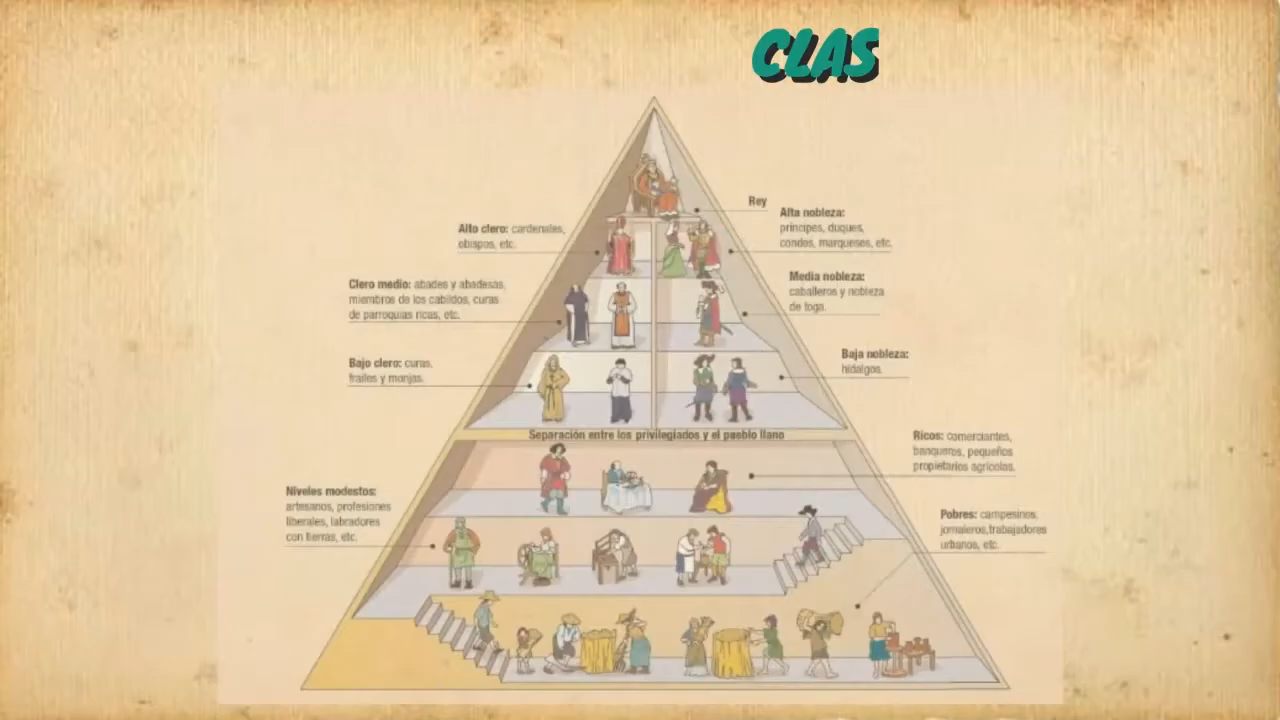 CLAS
Rey
Alta nobleza:
príncipes, duques,
condes, marqueses, etc.
Alto clero: cardenales,
obispos, etc.
Media nobleza:
caballeros y nobleza
de toga.
Clero medio: abades y abadesas,
miembros de los cabildos, curas
de parroquias ricas, etc.
Baja nobleza:
hidalgos.
Bajo clero: curas,
frailes y monjas.
Separación entre los privilegiados y el pueblo llano
Ricos: comerciantes,
banqueros, pequeños
propietarios agrícolas.
Niveles modestos:
artesanos, profesiones
liberales, labradores
con tierras, etc.
Pobres: campesinos,
jornaleros,trabajadores
urbanos, etc.